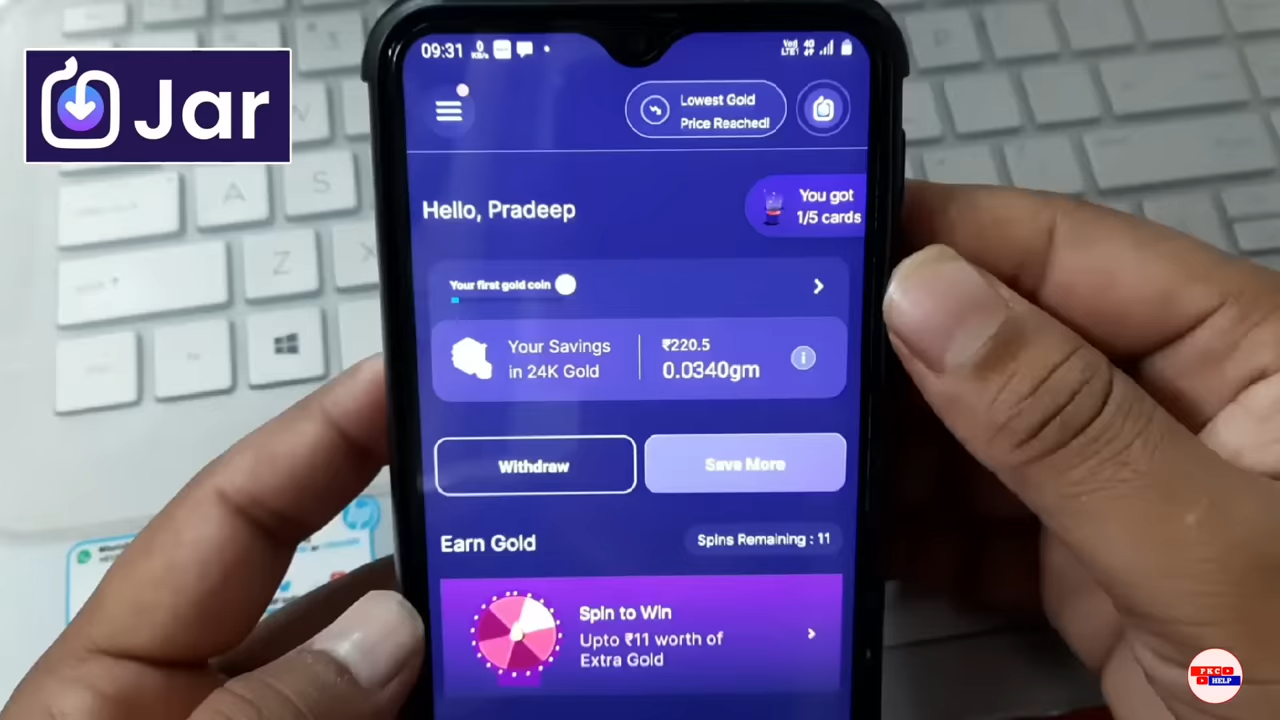 Jar
09:31
Lowest Gold
Price Reached!
Hello, Pradeep
You got
1/5 cards
Your first gold coin
Your Savings
in 24K Gold
₹220.5
0.0340gm
Withdraw
Save More
Earn Gold
Spins Remaining : 11
Spin to Win
Upto ₹11 worth of
Extra Gold
A
S
Z
X
PKC
HELP